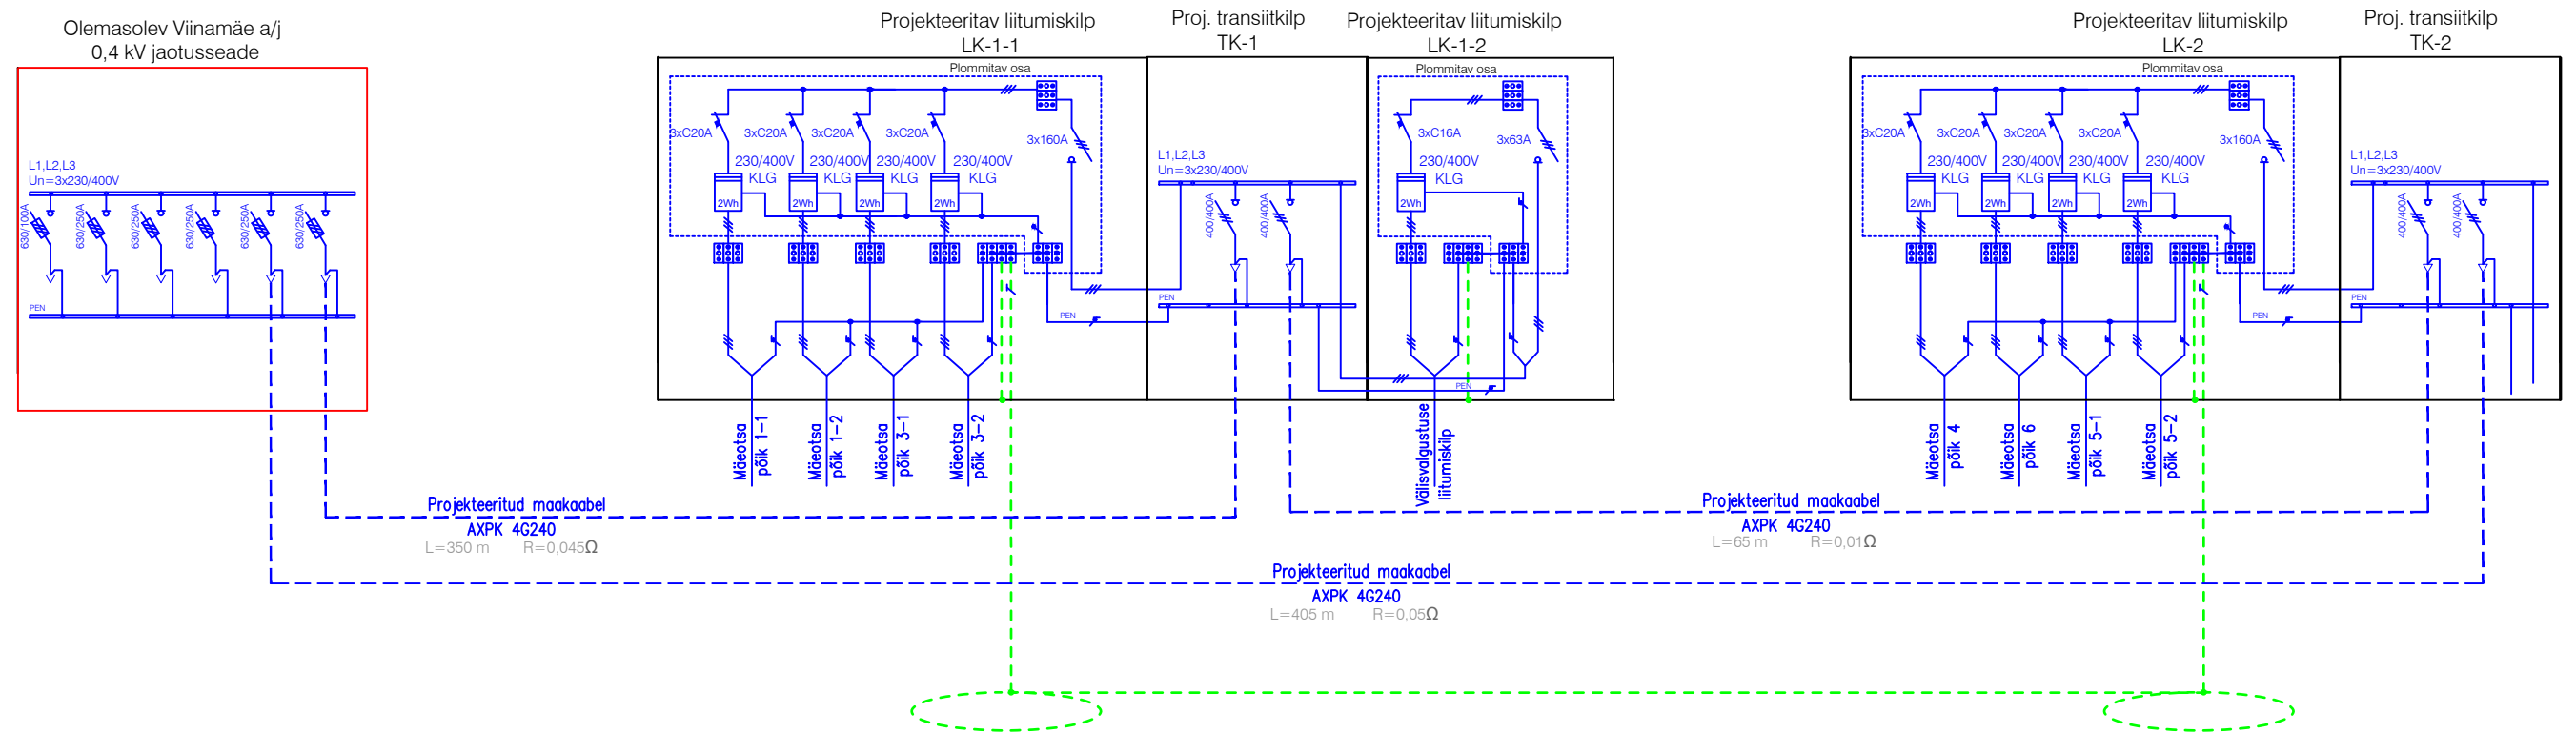 Olemasolev Viinamäe a/j
0,4 kV jaotusseade
L1,L2,L3
Un=3x230/400V
630/100A
630/250A
630/250A
630/250A
630/250A
630/250A
PEN
Projekteeritav liitumiskilp
LK-1-1
Plommitav osa
3xC20A
3xC20A
3xC20A
3xC20A
3x160A
230/400V
230/400V
230/400V
230/400V
KLG
KLG
KLG
KLG
2Wh
2Wh
2Wh
2Wh
PEN
Mäeotsa
põik 1-1
Mäeotsa
põik 1-2
Mäeotsa
põik 3-1
Mäeotsa
põik 3-2
Proj. transiitkilp
TK-1
L1,L2,L3
Un=3x230/400V
400/400A
400/400A
PEN
Projekteeritav liitumiskilp
LK-1-2
Plommitav osa
3xC16A
3x63A
230/400V
KLG
2Wh
PEN
Välisvalgustuse
liitumiskilp
Projekteeritav liitumiskilp
LK-2
Plommitav osa
3xC20A
3xC20A
3xC20A
3xC20A
3x160A
230/400V
230/400V
230/400V
230/400V
KLG
KLG
KLG
KLG
2Wh
2Wh
2Wh
2Wh
PEN
Mäeotsa
põik 4
Mäeotsa
põik 6
Mäeotsa
põik 5-1
Mäeotsa
põik 5-2
Proj. transiitkilp
TK-2
L1,L2,L3
Un=3x230/400V
400/400A
400/400A
PEN
Projekteeritud maakaabel
AXPK 4G240
L=350 m R=0,045Ω
Projekteeritud maakaabel
AXPK 4G240
L=65 m R=0,01Ω
Projekteeritud maakaabel
AXPK 4G240
L=405 m R=0,05Ω